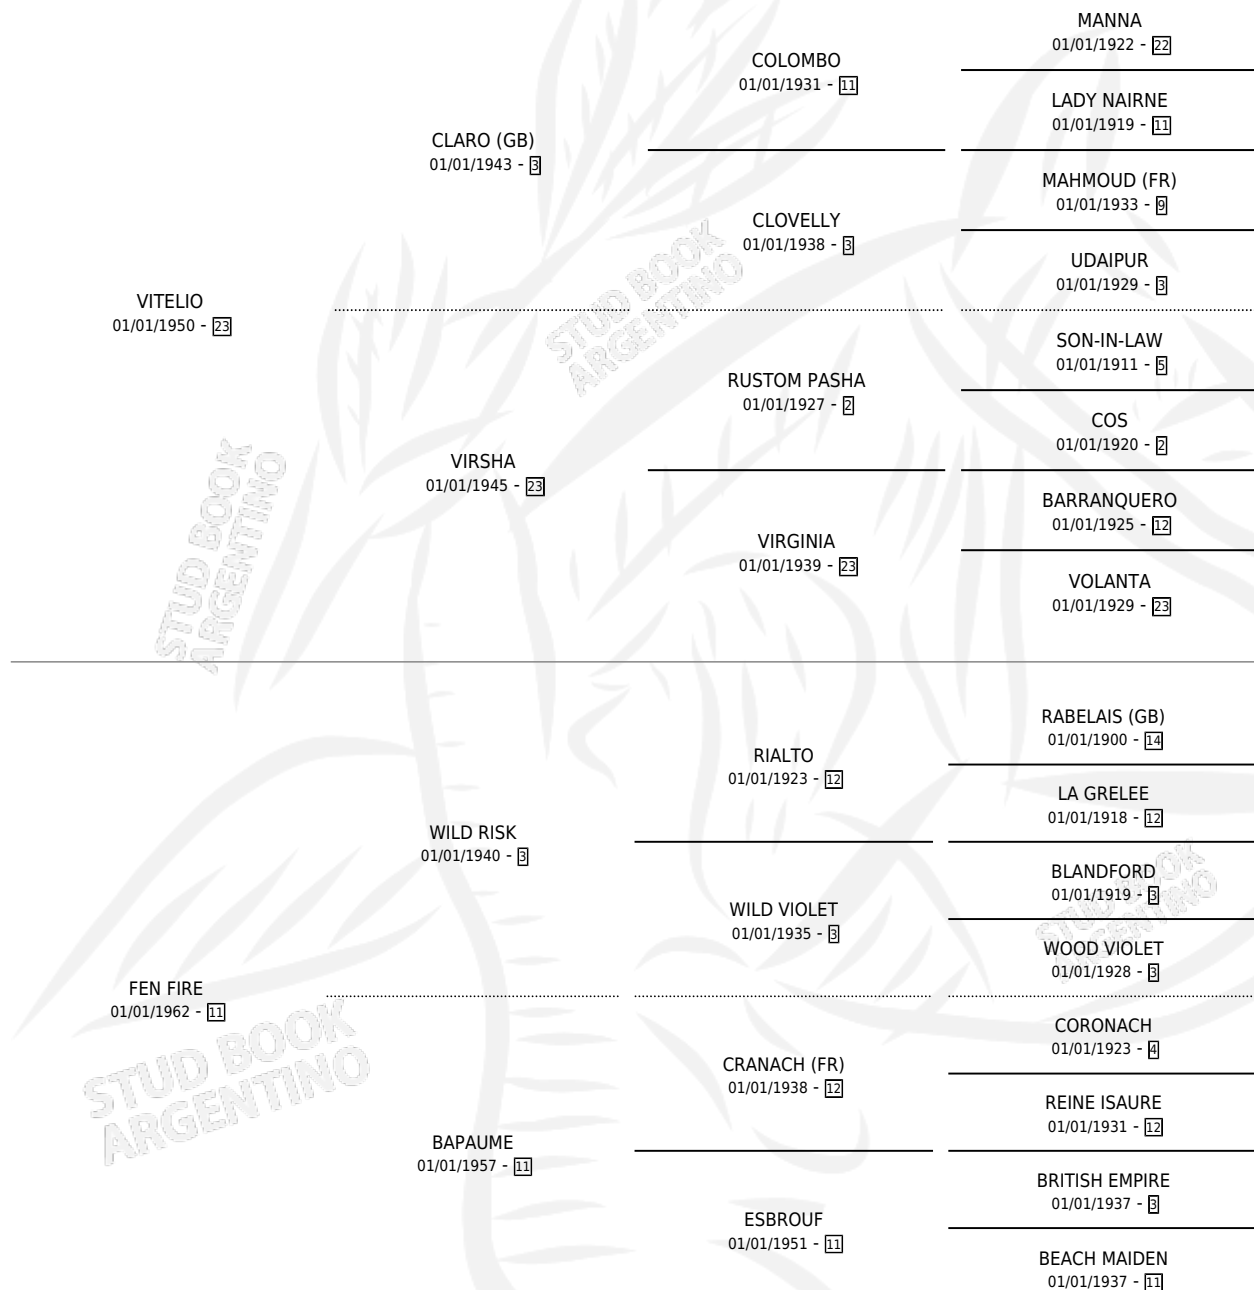 MANNA
01/01/1922 - 22
COLOMBO
01/01/1931 - 11
LADY NAIRNE
01/01/1919 - 11
CLARO (GB)
01/01/1943 - 3
MAHMOUD (FR)
01/01/1933 - 9
CLOVELLY
01/01/1938 - 3
UDAIPUR
01/01/1929 - 3
VITELIO
01/01/1950 - 23
STUD BOOK
ARGENTINO
SON-IN-LAW
01/01/1911 - 5
RUSTOM PASHA
01/01/1927 - 2
COS
01/01/1920 - 2
VIRSHA
01/01/1945 - 23
BARRANQUERO
01/01/1925 - 12
VIRGINIA
01/01/1939 - 23
VOLANTA
01/01/1929 - 23
STUD BOOK
ARGENTINO
RABELAIS (GB)
01/01/1900 - 14
RIALTO
01/01/1923 - 12
LA GRELEE
01/01/1918 - 12
WILD RISK
01/01/1940 - 3
BLANDFORD
01/01/1919 - 3
WILD VIOLET
01/01/1935 - 3
WOOD VIOLET
01/01/1928 - 3
STUD BOOK
ARGENTINO
FEN FIRE
01/01/1962 - 11
CORONACH
01/01/1923 - 4
CRANACH (FR)
01/01/1938 - 12
REINE ISAURE
01/01/1931 - 12
BAPAUME
01/01/1957 - 11
BRITISH EMPIRE
01/01/1937 - 3
ESBROUF
01/01/1951 - 11
BEACH MAIDEN
01/01/1937 - 11
STUD BOOK
ARGENTINO